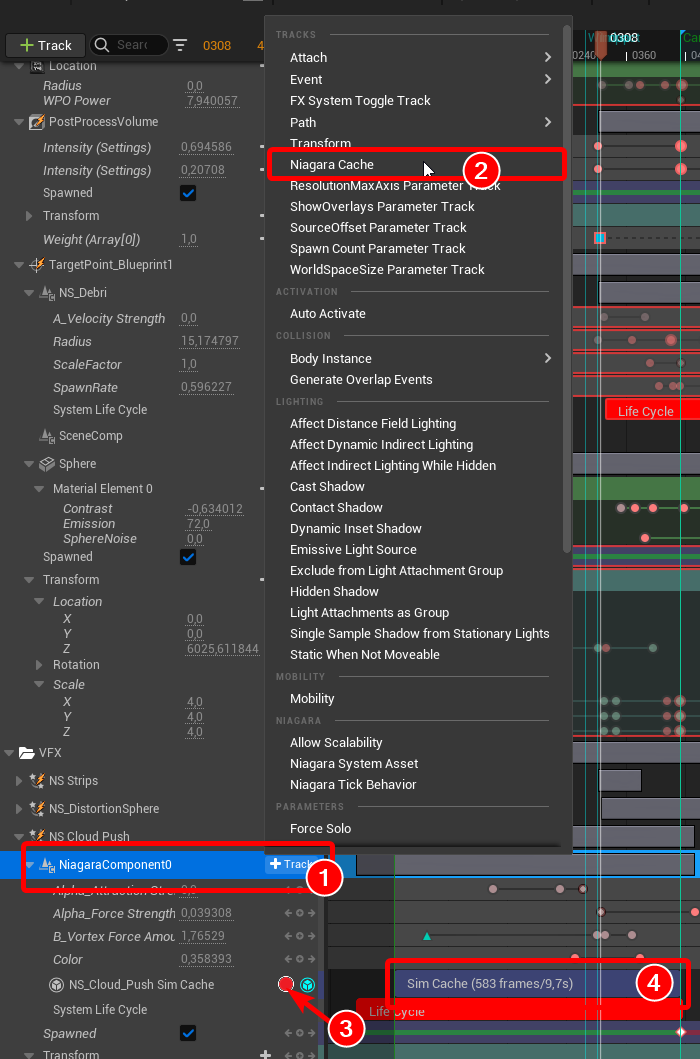 + Track
Searc
0308
4
Location
Radius 0,0
WPO Power 7,940057
PostProcessVolume
Intensity (Settings) 0,694586
Intensity (Settings) 0,20708
Spawned
Transform
Weight (Array[0]) 1,0
TargetPoint_Blueprint1
NS_Debri
A_Velocity Strength 0,0
Radius 15,174797
ScaleFactor 1,0
SpawnRate 0,596227
System Life Cycle
SceneComp
Sphere
Material Element 0
Contrast -0,634012
Emission 72,0
SphereNoise 0,0
Spawned
Transform
Location
X 0,0
Y 0,0
Z 6025,611844
Rotation
Scale
X 4,0
Y 4,0
Z 4,0
VFX
NS Strips
NS_DistortionSphere
NS Cloud Push
NiagaraComponent0
+ Track
1
Alpha_Attraction Stre 0,0
Alpha_Force Strength 0,039308
B_Vortex Force Amou 1,76529
Color 0,358393
NS_Cloud_Push Sim Cache
System Life Cycle
3
Spawned
Transform
TRACKS
Attach
Event
FX System Toggle Track
Path
Transform
Niagara Cache
2
ResolutionMaxAxis Parameter Track
ShowOverlays Parameter Track
SourceOffset Parameter Track
Spawn Count Parameter Track
WorldSpaceSize Parameter Track
ACTIVATION
Auto Activate
COLLISION
Body Instance
Generate Overlap Events
LIGHTING
Affect Distance Field Lighting
Affect Dynamic Indirect Lighting
Affect Indirect Lighting While Hidden
Cast Shadow
Contact Shadow
Dynamic Inset Shadow
Emissive Light Source
Exclude from Light Attachment Group
Hidden Shadow
Light Attachments as Group
Single Sample Shadow from Stationary Lights
Static When Not Moveable
MOBILITY
Mobility
NIAGARA
Allow Scalability
Niagara System Asset
Niagara Tick Behavior
PARAMETERS
Force Solo
0308
Car
0240
0360
04
Life Cycle
Sim Cache (583 frames/9,7s)
4
Life Cycle